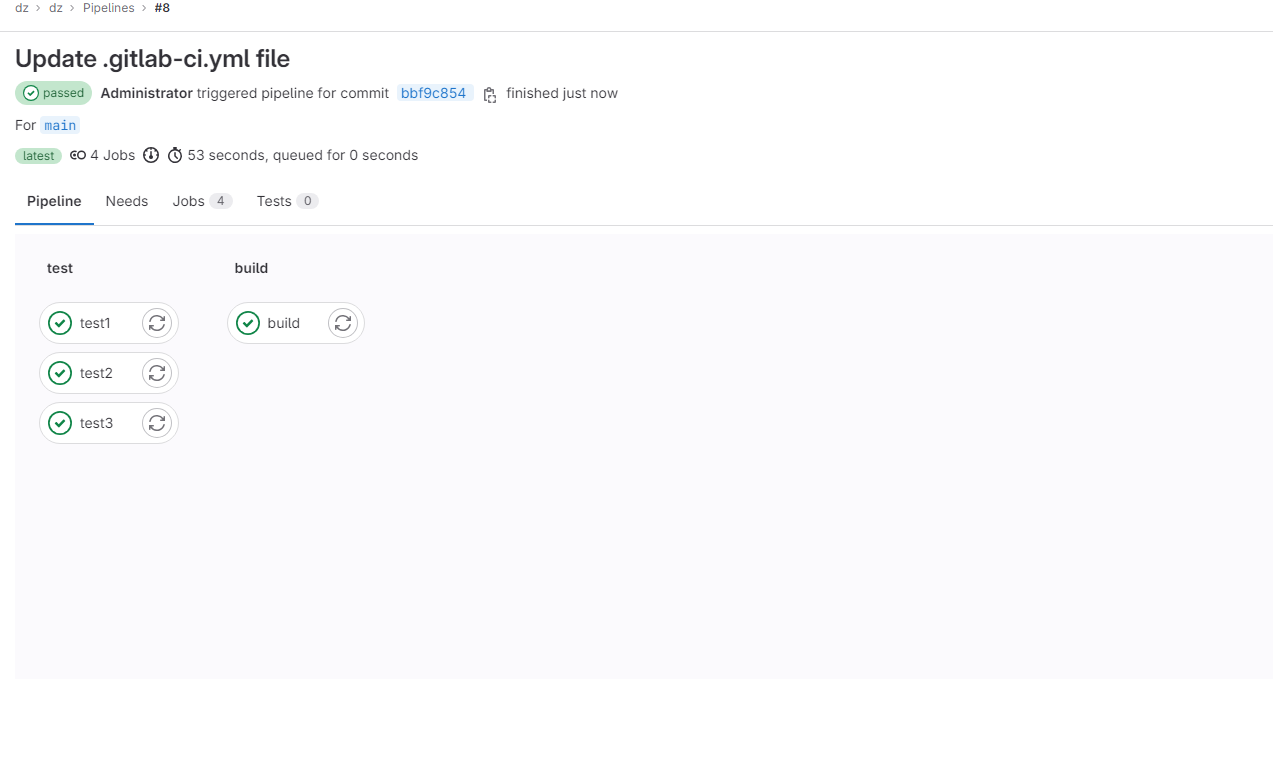 dz > dz > Pipelines > #8
Update .gitlab-ci.yml file
passed Administrator triggered pipeline for commit bbf9c854 finished just now
For main
latest 4 Jobs 53 seconds, queued for 0 seconds
Pipeline Needs Jobs 4 Tests 0
test build
test1 build
test2
test3